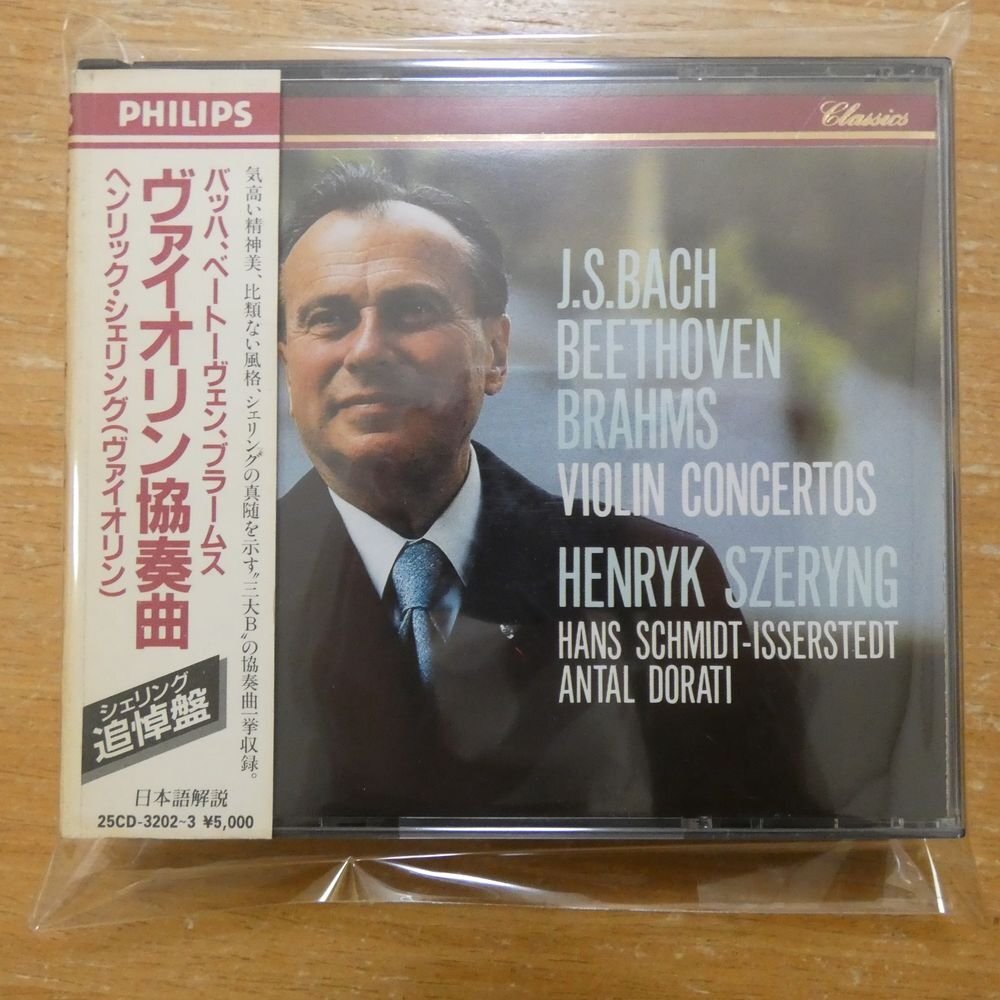 PHILIPS
Classics
気高い精神美、比類ない風格、シェリングの真随を示す〝三大B〟の協奏曲一挙収録。
バッハ、ベートーヴェン、ブラームス
ヴァイオリン協奏曲
ヘンリック・シェリング(ヴァイオリン)
シェリング
追悼盤
日本語解説
25CD-3202~3 ¥5,000
J.S.BACH
BEETHOVEN
BRAHMS
VIOLIN CONCERTOS
HENRYK SZERYNG
HANS SCHMIDT-ISSERSTEDT
ANTAL DORATI